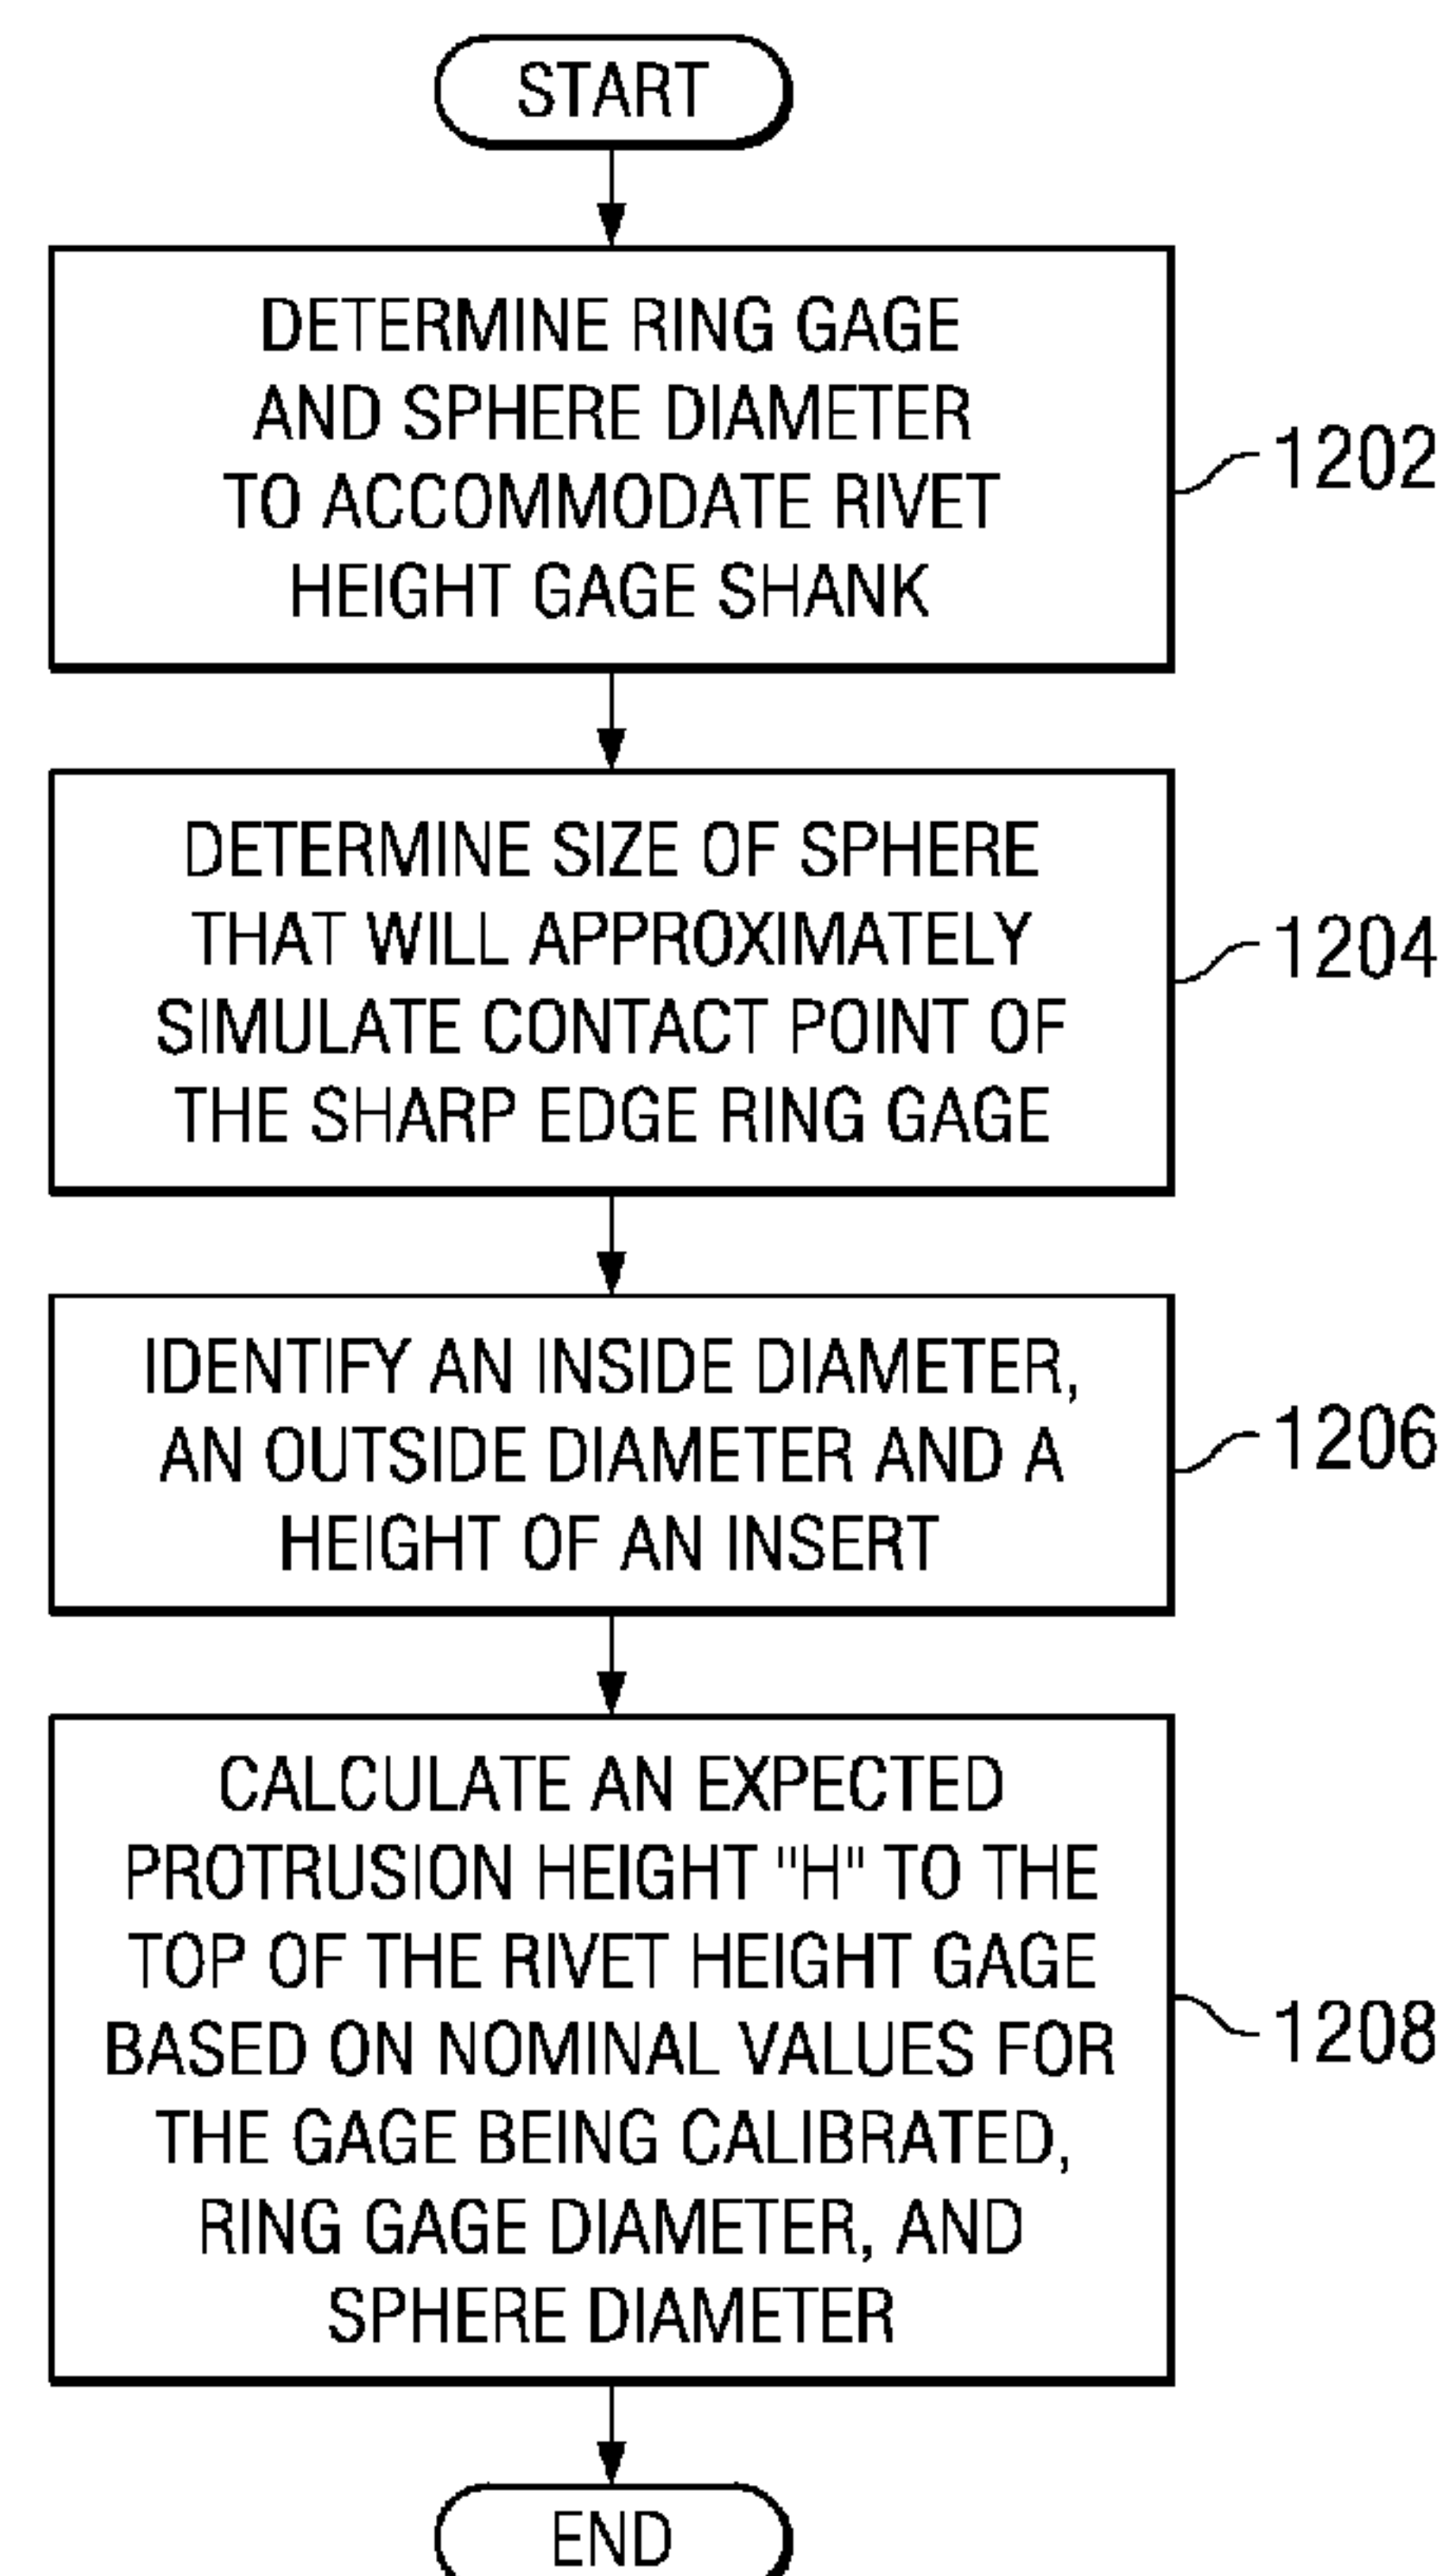 START
DETERMINE RING GAGE
AND SPHERE DIAMETER
TO ACCOMMODATE RIVET
HEIGHT GAGE SHANK
1202
DETERMINE SIZE OF SPHERE
THAT WILL APPROXIMATELY
SIMULATE CONTACT POINT OF
THE SHARP EDGE RING GAGE
1204
IDENTIFY AN INSIDE DIAMETER,
AN OUTSIDE DIAMETER AND A
HEIGHT OF AN INSERT
1206
CALCULATE AN EXPECTED
PROTRUSION HEIGHT "H" TO THE
TOP OF THE RIVET HEIGHT GAGE
BASED ON NOMINAL VALUES FOR
THE GAGE BEING CALIBRATED,
RING GAGE DIAMETER, AND
SPHERE DIAMETER
1208
END